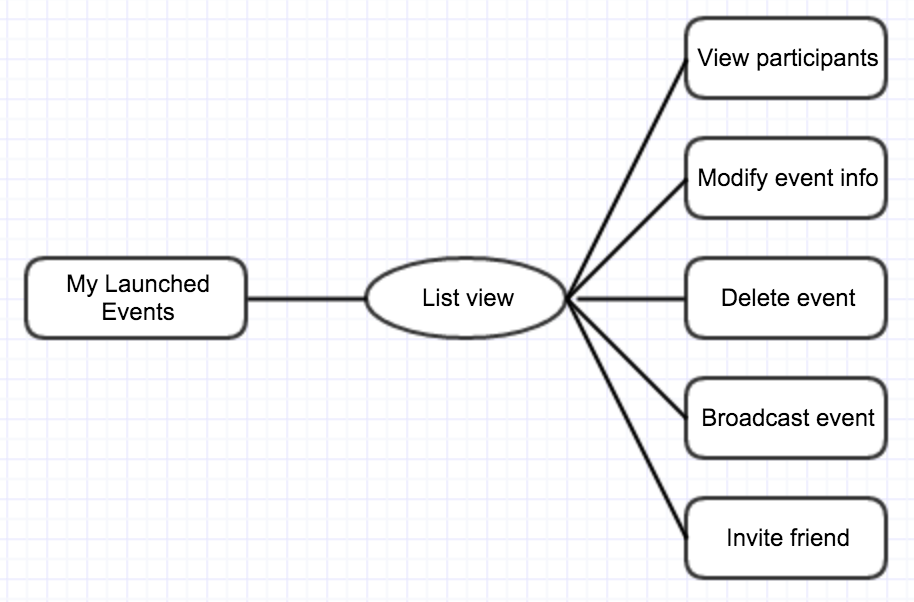 My Launched
Events
List view
View participants
Modify event info
Delete event
Broadcast event
Invite friend